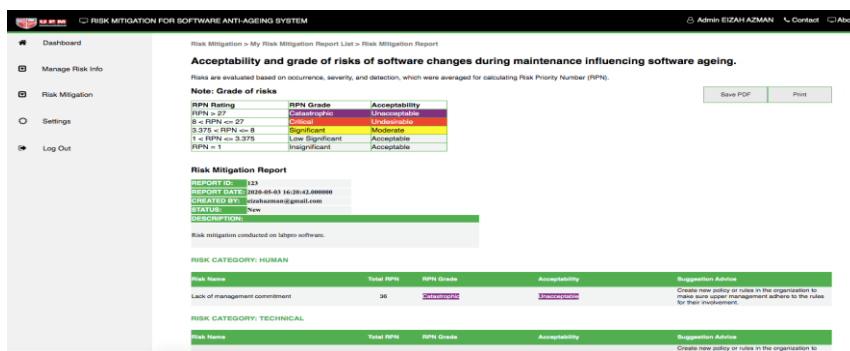 UPM RISK MITIGATION FOR SOFTWARE ANTI-AGEING SYSTEM Admin EIZAH AZMAN Contact Abo
Dashboard
Manage Risk Info
Risk Mitigation
Settings
Log Out
Risk Mitigation > My Risk Mitigation Report List > Risk Mitigation Report
Acceptability and grade of risks of software changes during maintenance influencing software ageing.
Risks are evaluated based on occurrence, severity, and detection, which were averaged for calculating Risk Priority Number (RPN).
Save PDF Print
Note: Grade of risks
RPN Rating RPN Grade Acceptability
RPN > 27 Catastrophic Unacceptable
8 < RPN <= 27 Critical Undesirable
3.375 < RPN <= 8 Significant Moderate
1 < RPN <= 3.375 Low Significant Acceptable
RPN = 1 Insignificant Acceptable
Risk Mitigation Report
REPORT ID: 123
REPORT DATE: 2020-05-03 16:20:42.000000
CREATED BY: eizahazman@gmail.com
STATUS: New
DESCRIPTION:
Risk mitigation conducted on labpro software.
RISK CATEGORY: HUMAN
Risk Name Total RPN RPN Grade Acceptability Suggestion Advice
Lack of management commitment 36 Catastrophic Unacceptable Create new policy or rules in the organization to
make sure upper management adhere to the rules
for their involvement.
RISK CATEGORY: TECHNICAL
Risk Name Total RPN RPN Grade Acceptability Suggestion Advice
Create new policy or rules in the organization to